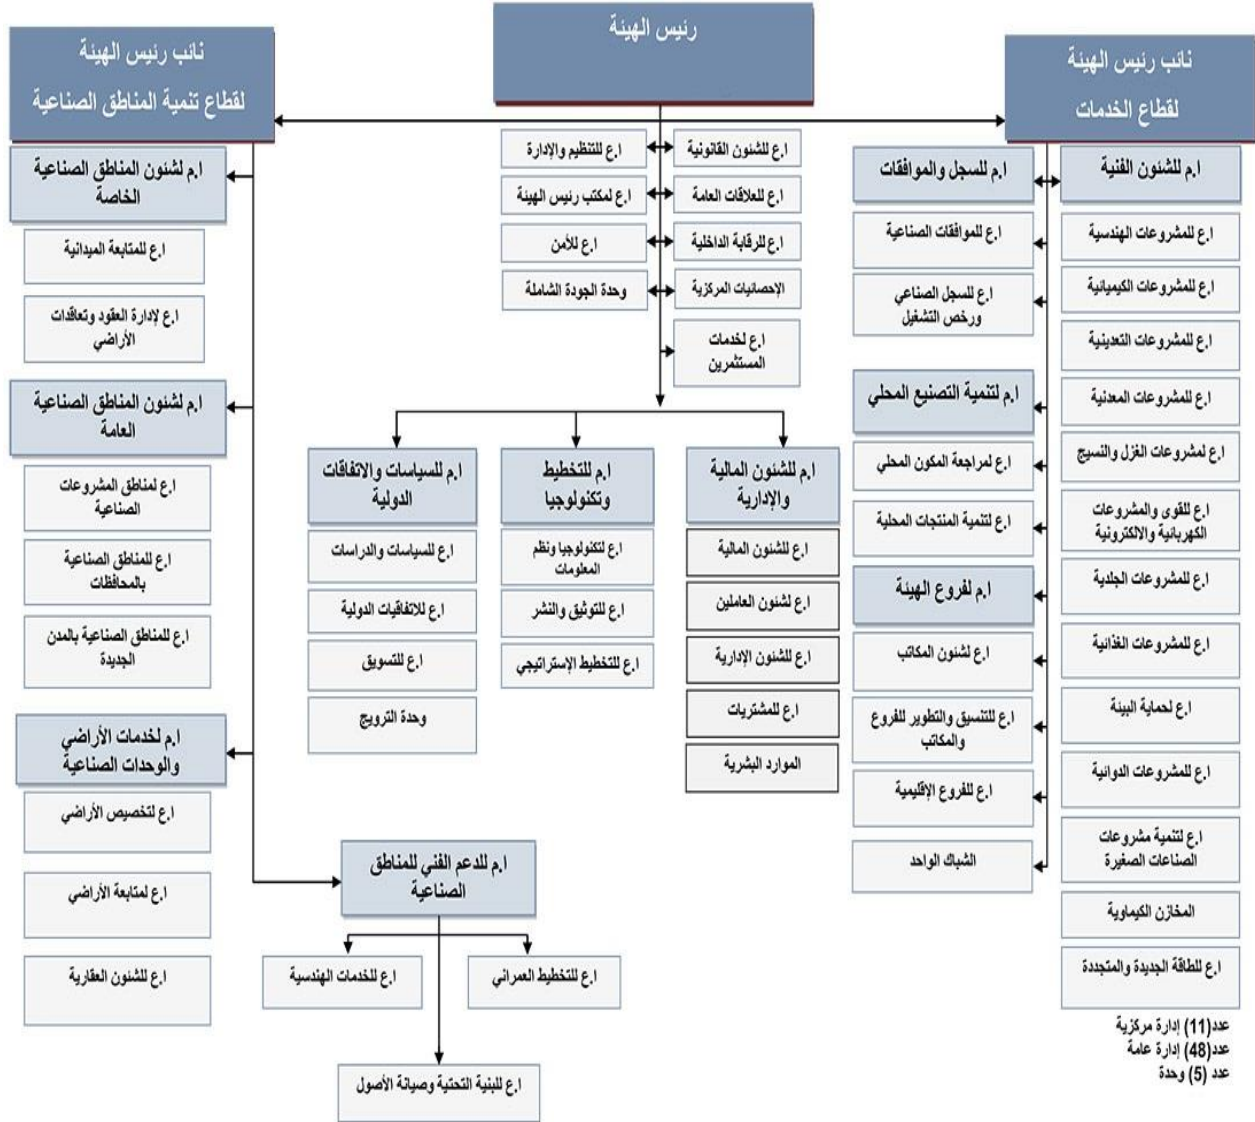 رئيس الهيئة
نائب رئيس الهيئة
لقطاع الخدمات
نائب رئيس الهيئة
لقطاع تنمية المناطق الصناعية
ا.ع للشئون القانونية
ا.ع للتنظيم والإدارة
ا.ع للعلاقات العامة
ا.ع لمكتب رئيس الهيئة
ا.ع للرقابة الداخلية
ا.ع للأمن
الإحصائيات المركزية
وحدة الجودة الشاملة
ا.ع لخدمات
المستثمرين
ا.م للشئون الفنية
ا.ع للمشروعات الهندسية
ا.ع للمشروعات الكيميائية
ا.ع للمشروعات التعدينية
ا.ع للمشروعات المعدنية
ا.ع لمشروعات الغزل والنسيج
ا.ع للقوى والمشروعات
الكهربائية والالكترونية
ا.ع للمشروعات الجلدية
ا.ع للمشروعات الغذائية
ا.ع لحماية البيئة
ا.ع للمشروعات الدوائية
ا.ع لتنمية مشروعات
الصناعات الصغيرة
المخازن الكيماوية
ا.ع للطاقة الجديدة والمتجددة
ا.م للسجل والموافقات
ا.ع للموافقات الصناعية
ا.ع للسجل الصناعي
ورخص التشغيل
ا.م لتنمية التصنيع المحلي
ا.ع لمراجعة المكون المحلي
ا.ع لتنمية المنتجات المحلية
ا.م لفروع الهيئة
ا.ع لشئون المكاتب
ا.ع للتنسيق والتطوير للفروع
والمكاتب
ا.ع للفروع الإقليمية
الشباك الواحد
ا.م للشئون المالية
والإدارية
ا.ع للشئون المالية
ا.ع لشئون العاملين
ا.ع للشئون الإدارية
ا.ع للمشتريات
الموارد البشرية
ا.م للتخطيط
وتكنولوجيا
ا.ع لتكنولوجيا ونظم
المعلومات
ا.ع للتوثيق والنشر
ا.ع للتخطيط الإستراتيجي
ا.م للسياسات والاتفاقات
الدولية
ا.ع للسياسات والدراسات
ا.ع للاتفاقيات الدولية
ا.ع للتسويق
وحدة الترويج
ا.م لشئون المناطق الصناعية
الخاصة
ا.ع للمتابعة الميدانية
ا.ع لإدارة العقود وتعاقدات
الأراضي
ا.م لشئون المناطق الصناعية
العامة
ا.ع لمناطق المشروعات
الصناعية
ا.ع للمناطق الصناعية
بالمحافظات
ا.ع للمناطق الصناعية بالمدن
الجديدة
ا.م لخدمات الأراضي
والوحدات الصناعية
ا.ع لتخصيص الأراضي
ا.ع لمتابعة الأراضي
ا.ع للشئون العقارية
ا.م للدعم الفني للمناطق
الصناعية
ا.ع للتخطيط العمراني
ا.ع للخدمات الهندسية
ا.ع للبنية التحتية وصيانة الأصول
عدد(11) إدارة مركزية
عدد(48) إدارة عامة
عدد (5) وحدة